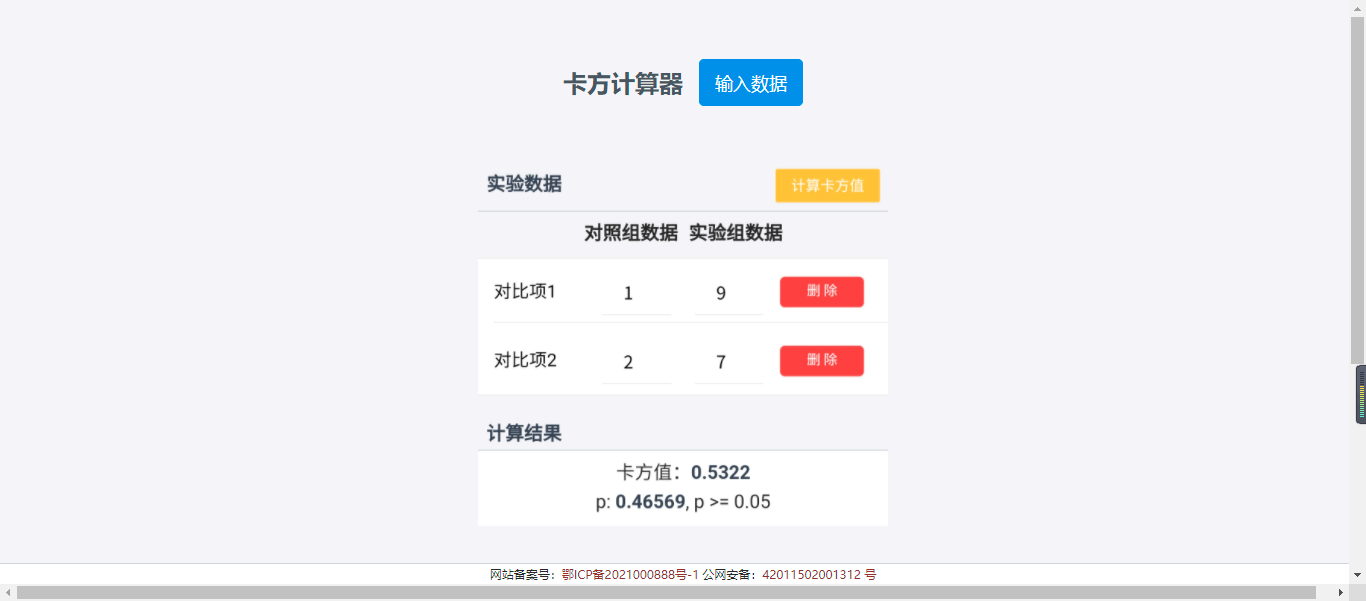 卡方计算器 输入数据
实验数据 计算卡方值
对照组数据 实验组数据
对比项1 1 9 删 除
对比项2 2 7 删 除
计算结果
卡方值：0.5322
p: 0.46569, p >= 0.05
网站备案号：鄂ICP备2021000888号-1 公网安备：42011502001312 号